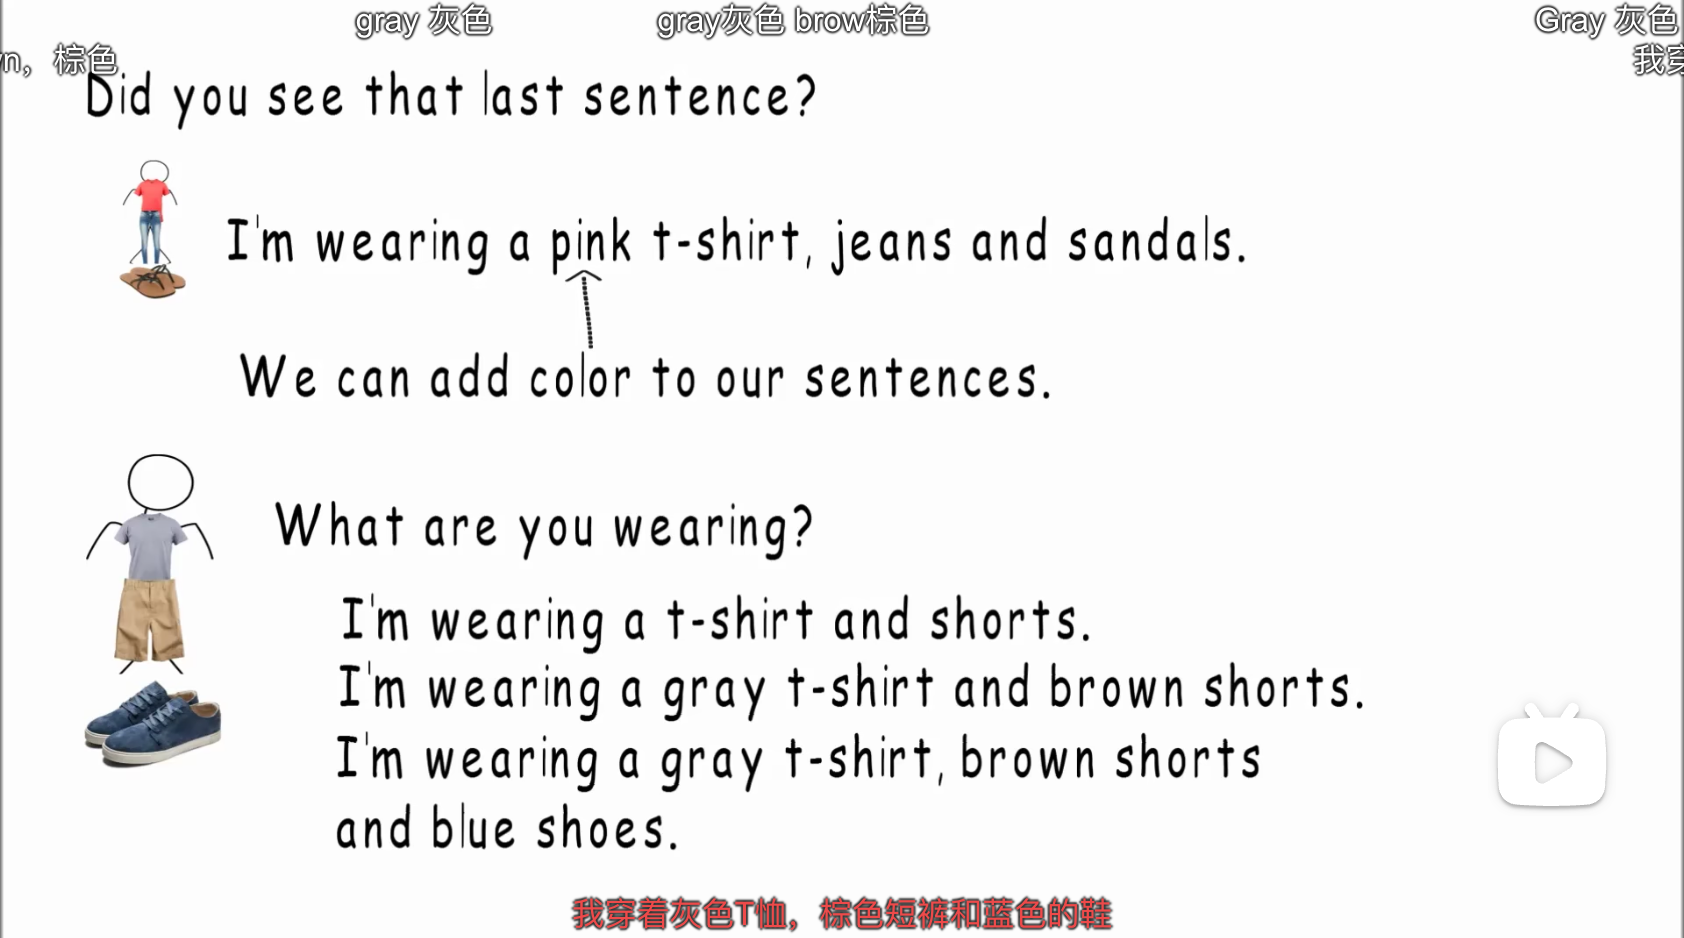 gray 灰色 gray灰色 brow棕色 Gray 灰色
棕色 我穿
Did you see that last sentence?
I'm wearing a pink t-shirt, jeans and sandals.
We can add color to our sentences.
What are you wearing?
I'm wearing a t-shirt and shorts.
I'm wearing a gray t-shirt and brown shorts.
I'm wearing a gray t-shirt, brown shorts
and blue shoes.
我穿着灰色T恤，棕色短裤和蓝色的鞋